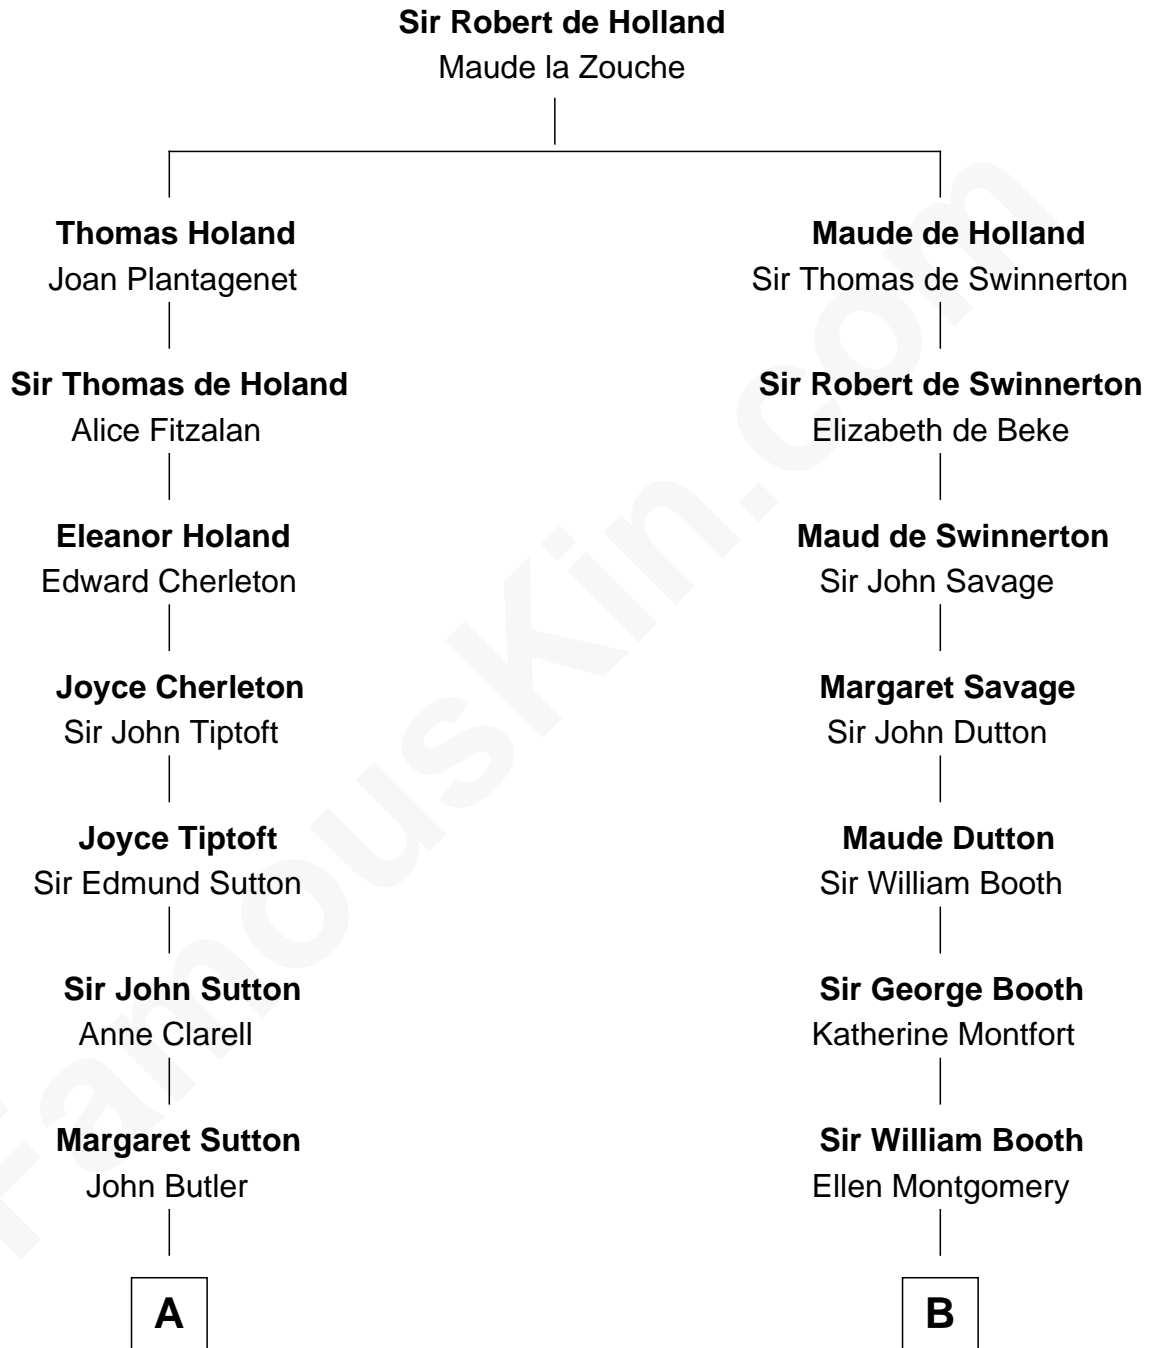 Sir Robert de Holland
Maude la Zouche
Thomas Holand
Joan Plantagenet
Maude de Holland
Sir Thomas de Swinnerton
Sir Thomas de Holand
Alice Fitzalan
Sir Robert de Swinnerton
Elizabeth de Beke
Eleanor Holand
Edward Cherleton
Maud de Swinnerton
Sir John Savage
Joyce Cherleton
Sir John Tiptoft
Margaret Savage
Sir John Dutton
Joyce Tiptoft
Sir Edmund Sutton
Maude Dutton
Sir William Booth
Sir John Sutton
Anne Clarell
Sir George Booth
Katherine Montfort
Margaret Sutton
John Butler
Sir William Booth
Ellen Montgomery
A
B
FamousKin.com